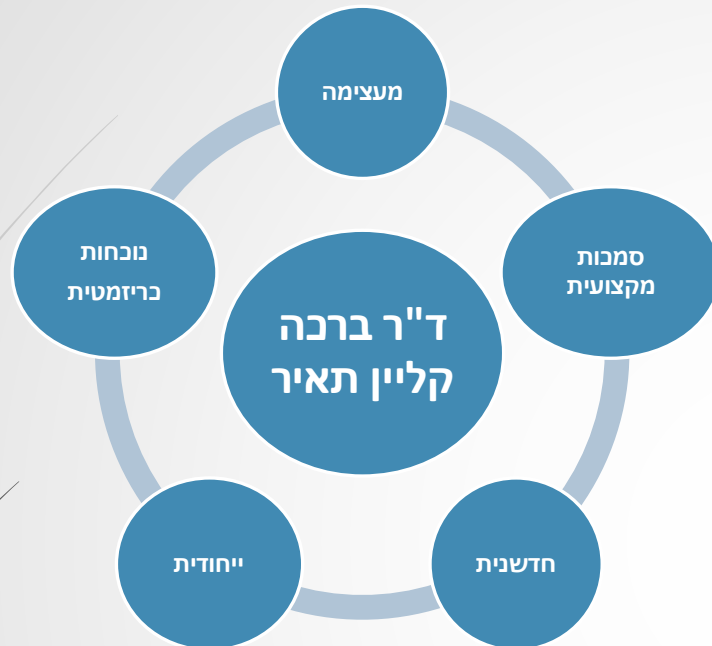 מעצימה
סמכות
מקצועית
נוכחות
כריזמטית
ד"ר ברכה
קליין תאיר
חדשנית
ייחודית